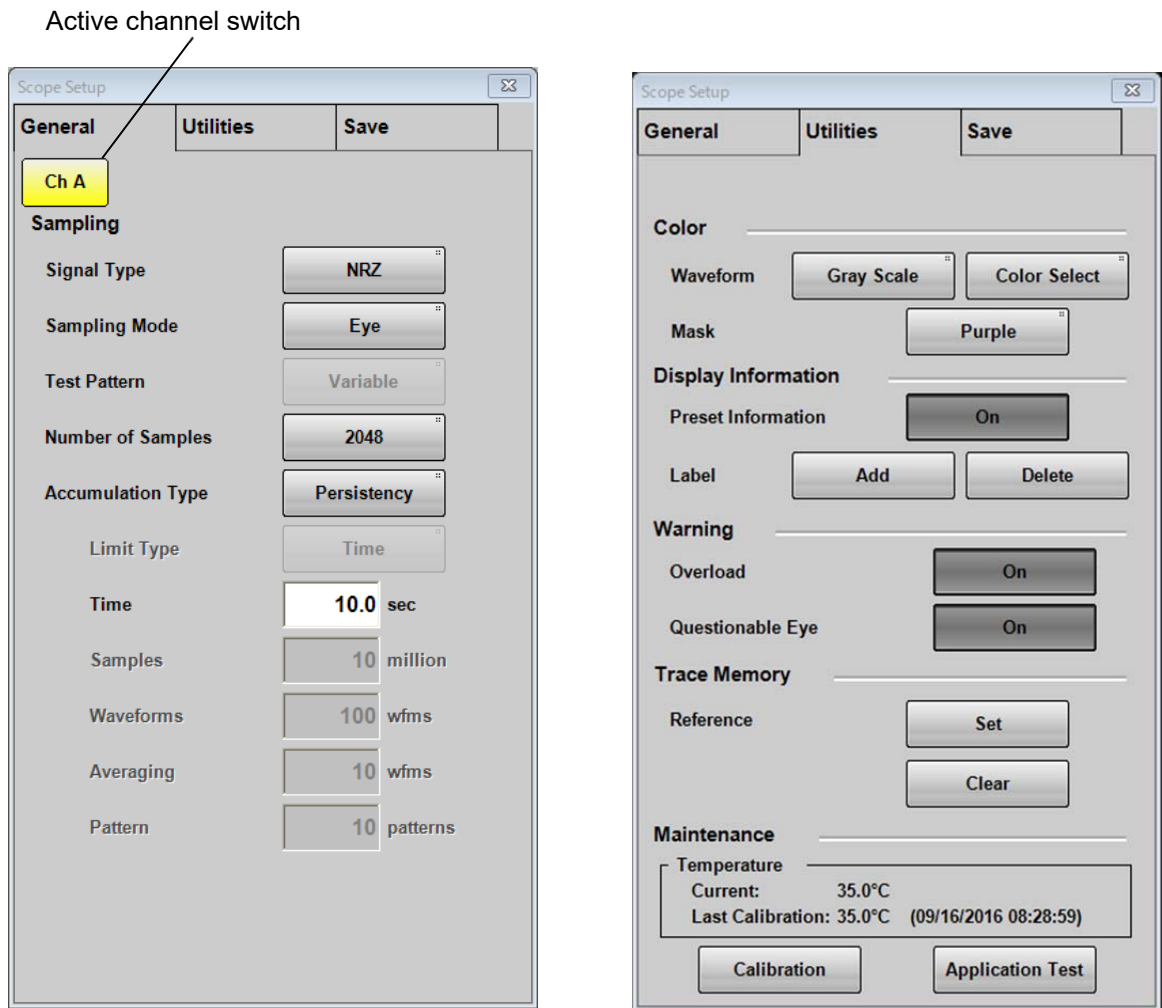 Active channel switch
Scope Setup
General Utilities Save
Ch A
Sampling
Signal Type NRZ
Sampling Mode Eye
Test Pattern Variable
Number of Samples 2048
Accumulation Type Persistency
Limit Type Time
Time 10.0 sec
Samples 10 million
Waveforms 100 wfms
Averaging 10 wfms
Pattern 10 patterns
Scope Setup
General Utilities Save
Color
Waveform Gray Scale Color Select
Mask Purple
Display Information
Preset Information On
Label Add Delete
Warning
Overload On
Questionable Eye On
Trace Memory
Reference Set
Clear
Maintenance
Temperature
Current: 35.0°C
Last Calibration: 35.0°C (09/16/2016 08:28:59)
Calibration Application Test